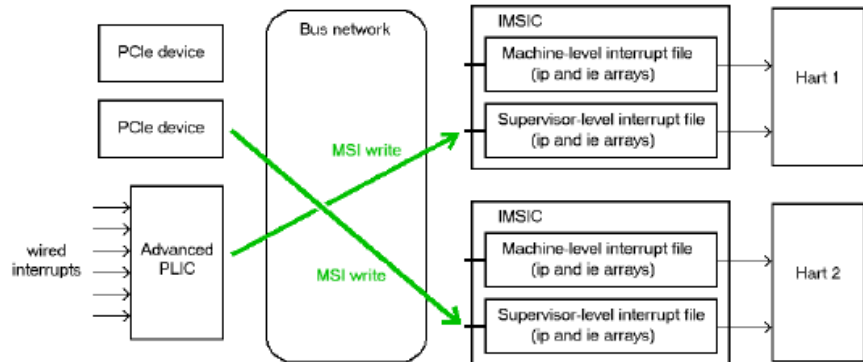 PCIe device
PCIe device
wired
interrupts
Advanced
PLIC
Bus network
MSI write
MSI write
IMSIC
Machine-level interrupt file
(ip and ie arrays)
Supervisor-level interrupt file
(ip and ie arrays)
Hart 1
IMSIC
Machine-level interrupt file
(ip and ie arrays)
Supervisor-level interrupt file
(ip and ie arrays)
Hart 2